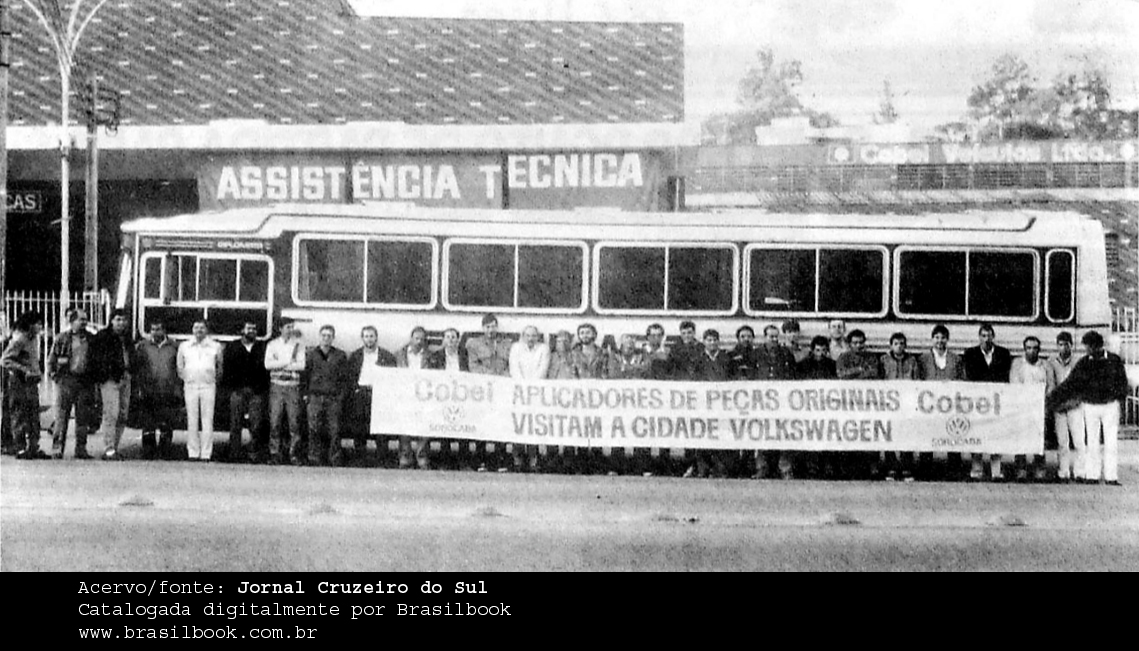 ASSISTÊNCIA TECNICA
Cobel Veículos Ltda.
CAS
DIPLOMATA
Cobel
SOROCABA
APLICADORES DE PEÇAS ORIGINAIS
VISITAM A CIDADE VOLKSWAGEN
Cobel
SOROCABA
Acervo/fonte: Jornal Cruzeiro do Sul
Catalogada digitalmente por Brasilbook
www.brasilbook.com.br